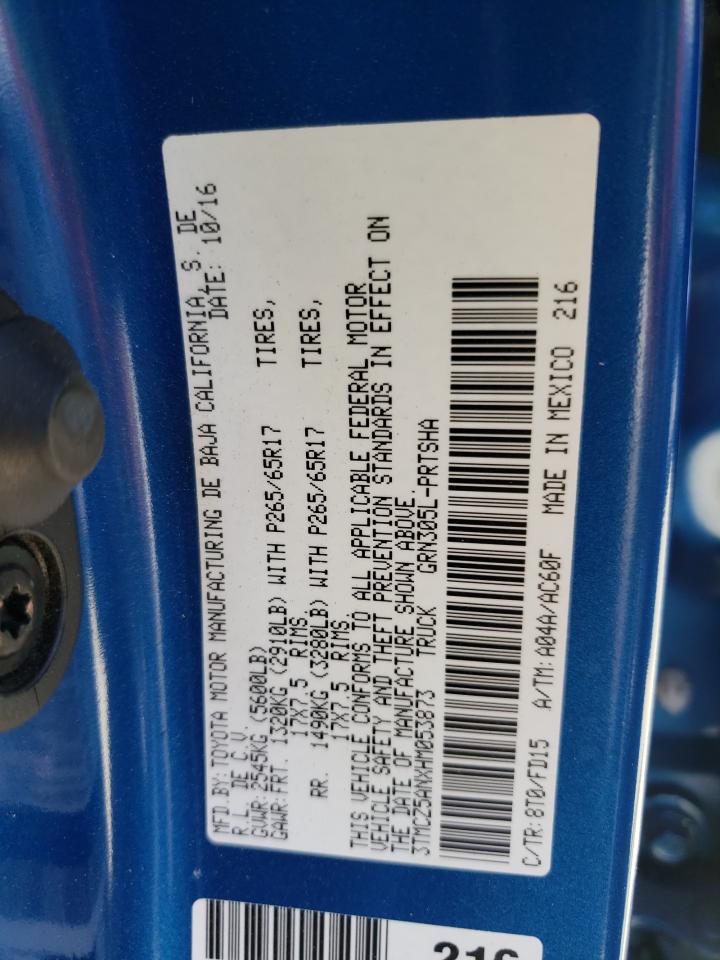 MFD.BY:TOYOTA MOTOR MANUFACTURING DE BAJA CALIFORNIA,S. DE
R.L. DE C.V. DATE: 10/16
GVWR:2545KG (5600LB)
GAWR:FRT. 1320KG (2910LB) WITH P265/65R17 TIRES,
17X7.5 RIMS,
RR. 1490KG (3280LB) WITH P265/65R17 TIRES,
17X7.5 RIMS.
THIS VEHICLE CONFORMS TO ALL APPLICABLE FEDERAL MOTOR
VEHICLE SAFETY AND THEFT PREVENTION STANDARDS IN EFFECT ON
THE DATE OF MANUFACTURE SHOWN ABOVE.
3TMCZ5ANXHM053873 TRUCK GRN305L-PRTSHA
C/TR:8T0/FD15 A/TM:A04A/AC60F MADE IN MEXICO 216
216